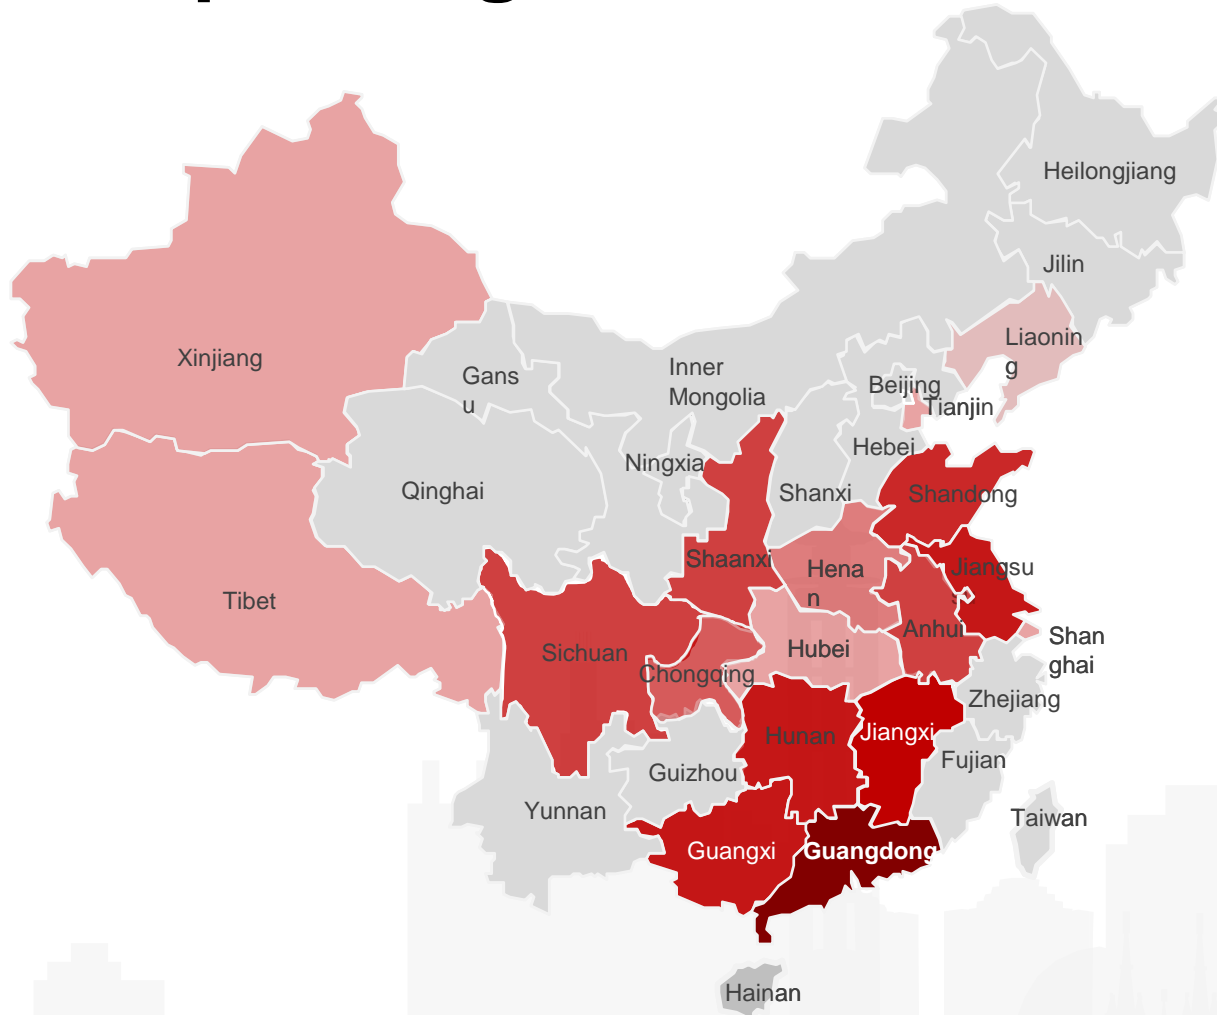 Heilongjiang
Jilin
Liaonin
g
Xinjiang
Inner
Mongolia
Gans
u
Beijing
Tianjin
Hebei
Ningxia
Qinghai
Shanxi
Shandong
Shaanxi
Hena
n
Jiangsu
s
Tibet
Anhui
Shan
ghai
Hubei
Sichuan
Chongqing
Zhejiang
Hunan
Jiangxi
Fujian
Guizhou
Yunnan
Taiwan
Guangxi
Guangdong
Hainan